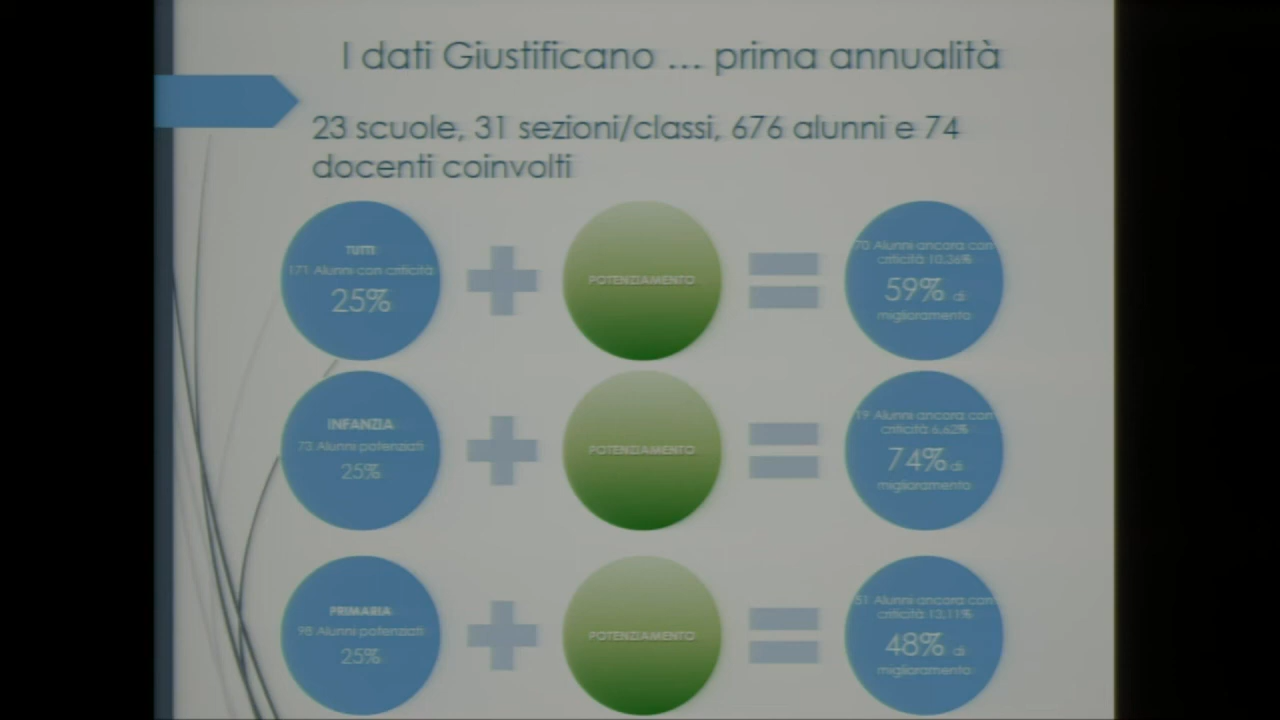 I dati Giustificano ... prima annualità
23 scuole, 31 sezioni/classi, 676 alunni e 74
docenti coinvolti
TUTTI
171 Alunni con criticità
25%
POTENZIAMENTO
70 Alunni ancora con
criticità 10,36%
59% di
miglioramento
INFANZIA
73 Alunni potenziati
25%
POTENZIAMENTO
19 Alunni ancora con
criticità 6,62%
74% di
miglioramento
PRIMARIA
98 Alunni potenziati
25%
POTENZIAMENTO
51 Alunni ancora con
criticità 13,11%
48% di
miglioramento